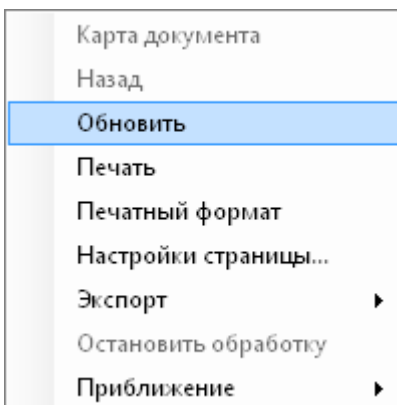 Карта документа
Назад
Обновить
Печать
Печатный формат
Настройки страницы...
Экспорт
Остановить обработку
Приближение